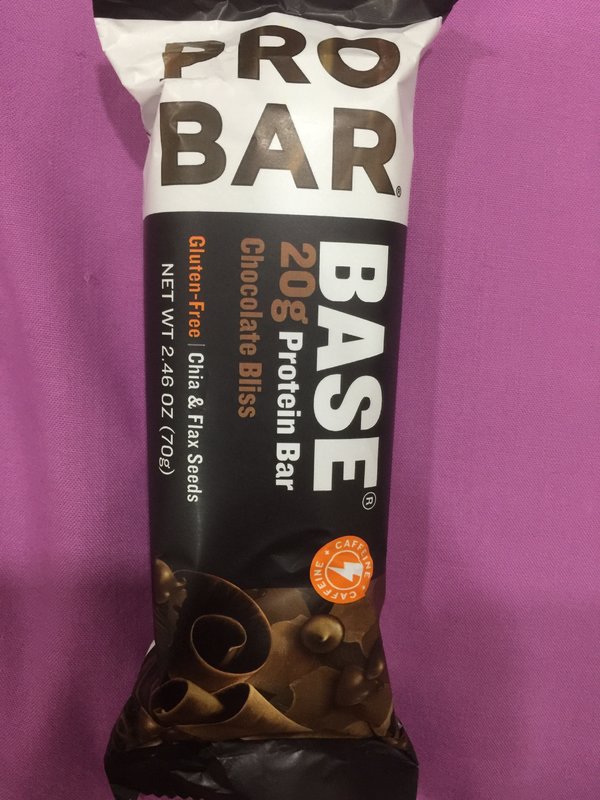 PRO
BAR®
BASE®
20g Protein Bar
Chocolate Bliss
Gluten-Free | Chia & Flax Seeds
NET WT 2.46 OZ (70g)
CAFFEINE + CAFFEINE +